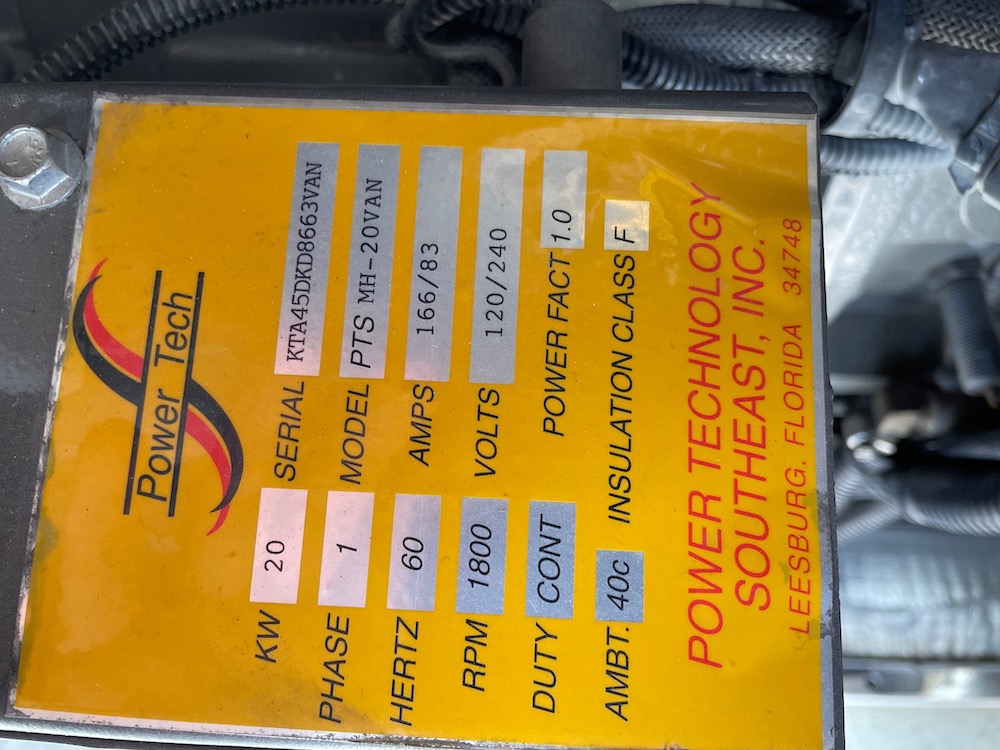 Power Tech
KW 20 SERIAL KTA45DKD8663VAN
PHASE 1 MODEL PTS MH-20VAN
HERTZ 60 AMPS 166/83
RPM 1800 VOLTS 120/240
DUTY CONT POWER FACT 1.0
AMBT. 40c INSULATION CLASS F
POWER TECHNOLOGY
SOUTHEAST, INC.
LEESBURG, FLORIDA 34748